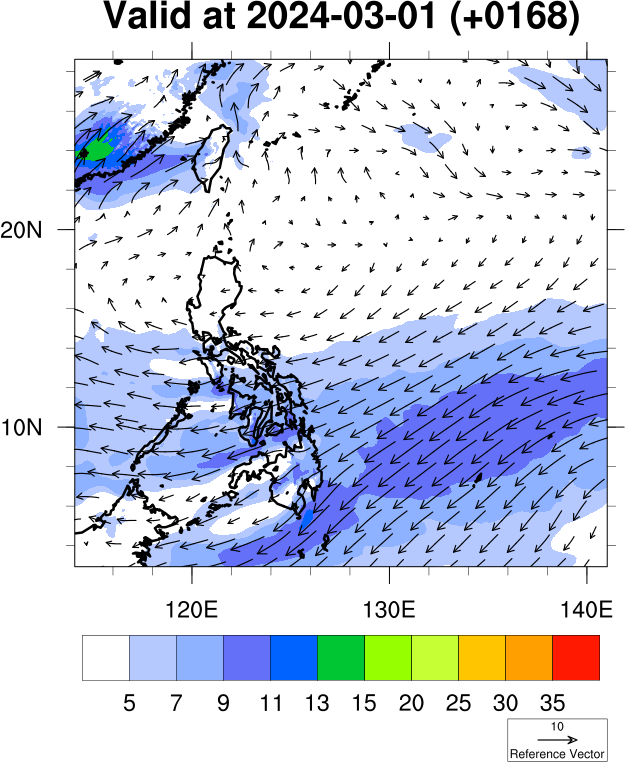 Valid at 2024-03-01 (+0168)
20N
10N
120E 130E 140E
5 7 9 11 13 15 20 25 30 35
10
Reference Vector